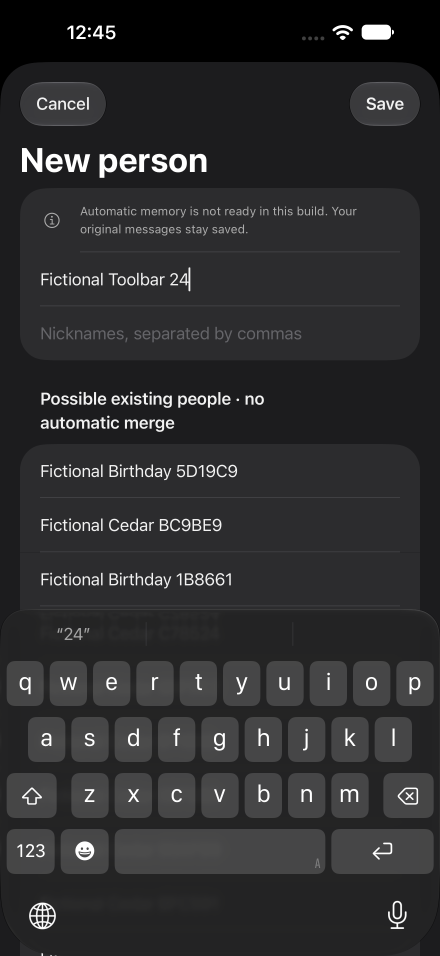 12:45
Cancel
Save
New person
Automatic memory is not ready in this build. Your
original messages stay saved.
Fictional Toolbar 24
Nicknames, separated by commas
Possible existing people · no
automatic merge
Fictional Birthday 5D19C9
Fictional Cedar BC9BE9
Fictional Birthday 1B8661
“24”
q w e r t y u i o p
a s d f g h j k l
z x c v b n m
123
A